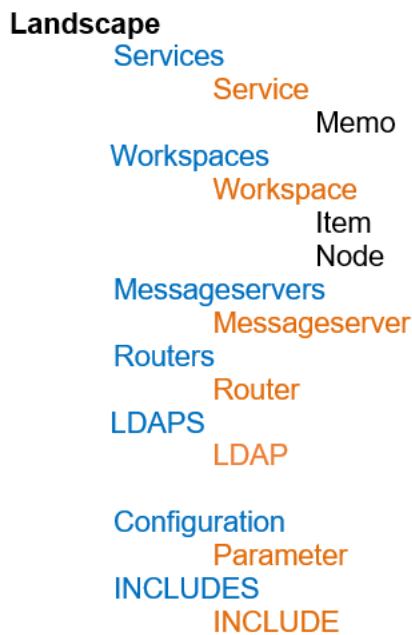 Landscape
Services
Service
Memo
Workspaces
Workspace
Item
Node
Messageservers
Messageserver
Routers
Router
LDAPS
LDAP
Configuration
Parameter
INCLUDES
INCLUDE